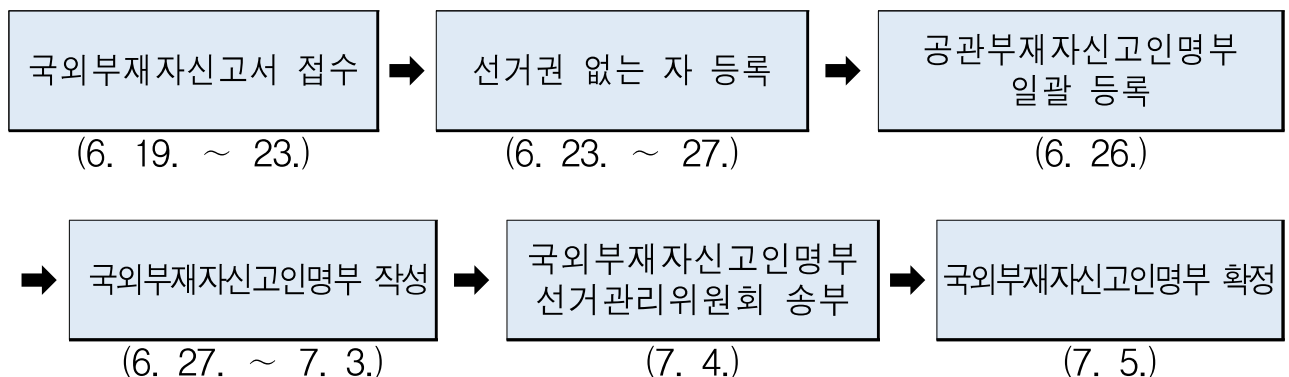 국외부재자신고서 접수
선거권 없는 자 등록
공관부재자신고인명부
일괄 등록
(6. 19. ～ 23.)
(6. 23. ～ 27.)
(6. 26.)
국외부재자신고인명부 작성
국외부재자신고인명부
선거관리위원회 송부
국외부재자신고인명부 확정
(6. 27. ～ 7. 3.)
(7. 4.)
(7. 5.)